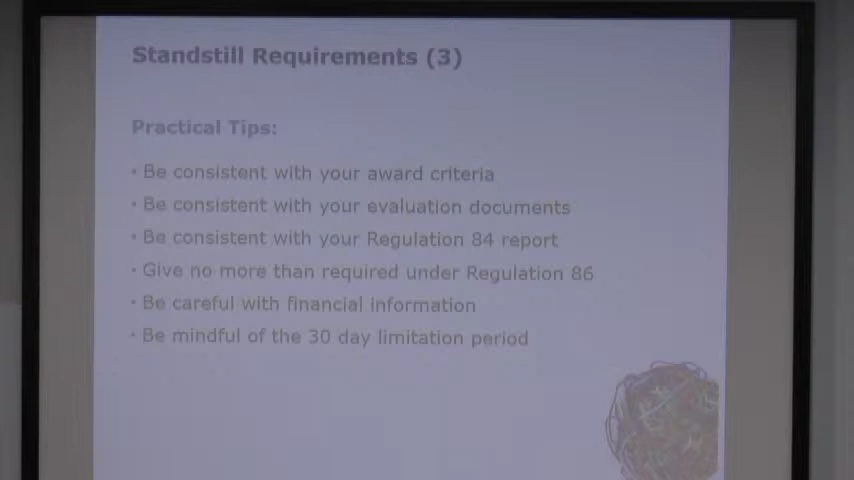 Standstill Requirements (3)
Practical Tips:
• Be consistent with your award criteria
• Be consistent with your evaluation documents
• Be consistent with your Regulation 84 report
• Give no more than required under Regulation 86
• Be careful with financial information
• Be mindful of the 30 day limitation period